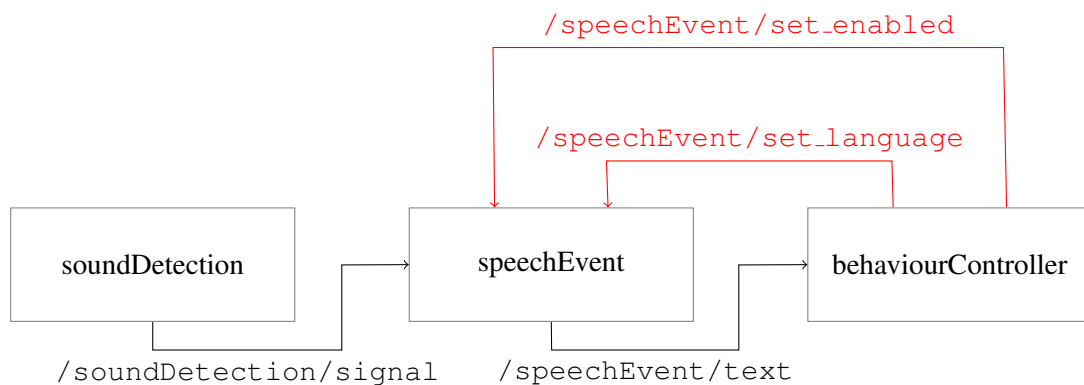 /speechEvent/set_enabled
/speechEvent/set_language
soundDetection
speechEvent
behaviourController
/soundDetection/signal
/speechEvent/text